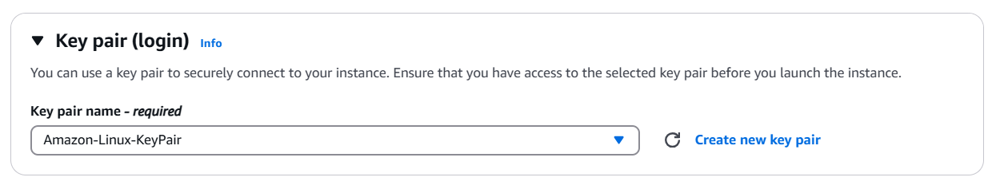 Key pair (login) Info
You can use a key pair to securely connect to your instance. Ensure that you have access to the selected key pair before you launch the instance.
Key pair name - required
Amazon-Linux-KeyPair
Create new key pair